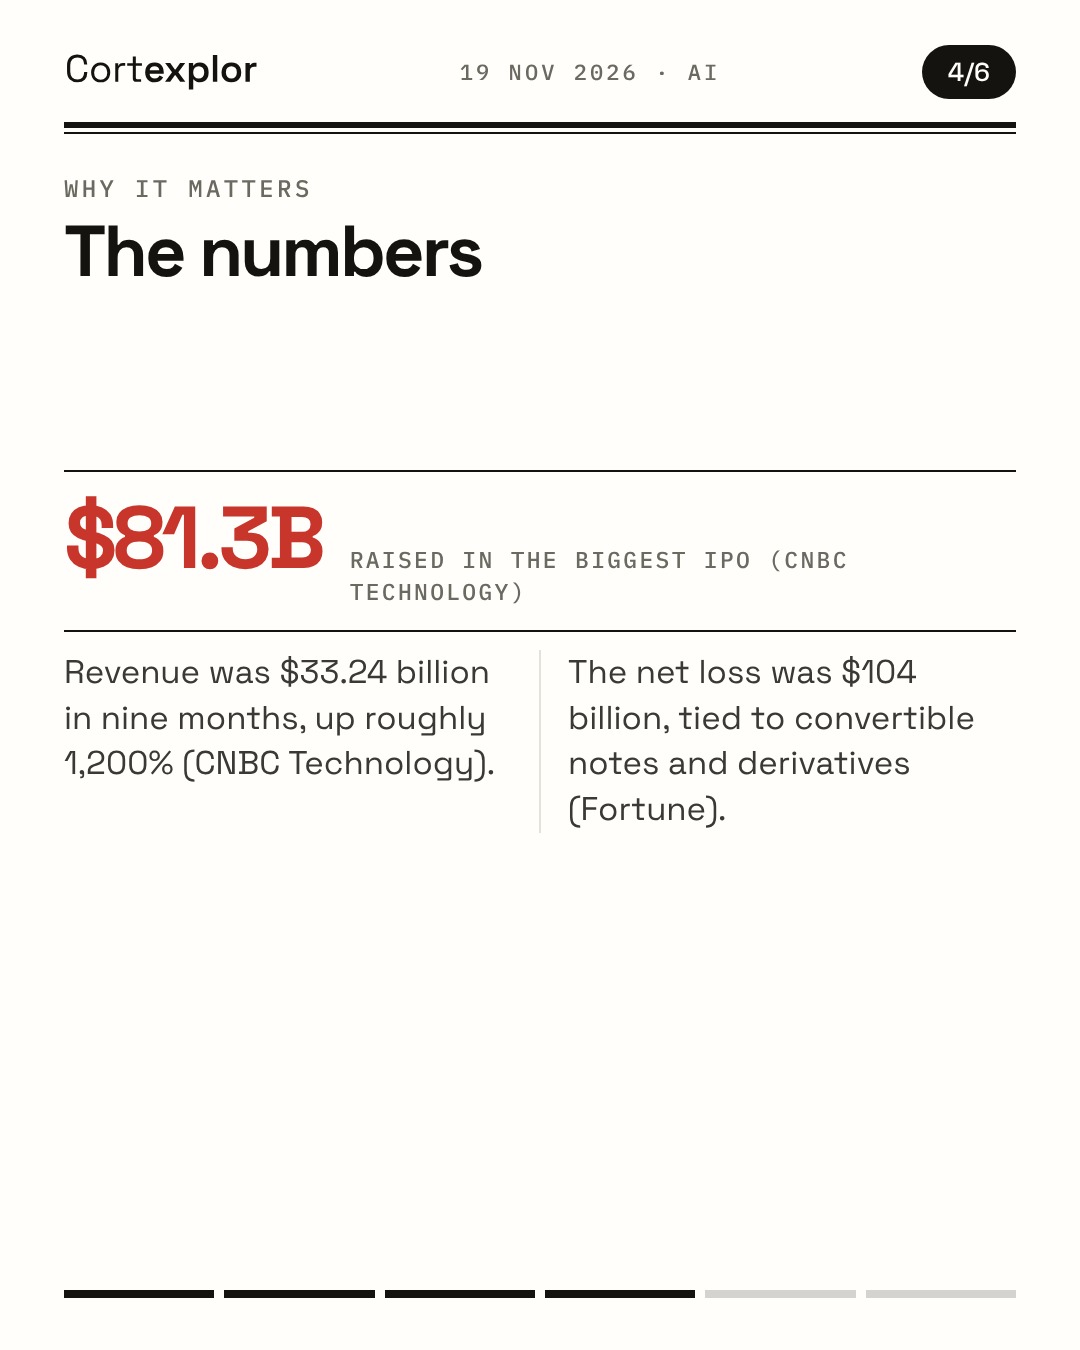 Cortexplor
19 NOV 2026 · AI
4/6
WHY IT MATTERS
The numbers
$81.3B
RAISED IN THE BIGGEST IPO (CNBC
TECHNOLOGY)
Revenue was $33.24 billion
in nine months, up roughly
1,200% (CNBC Technology).
The net loss was $104
billion, tied to convertible
notes and derivatives
(Fortune).